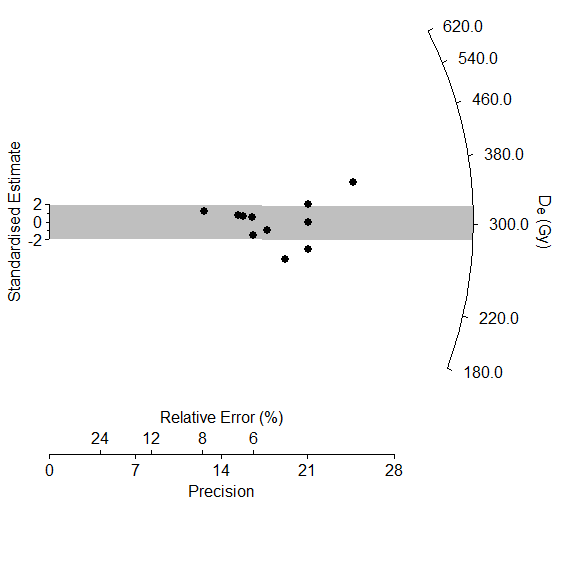 620.0
540.0
460.0
380.0
300.0
220.0
180.0
De (Gy)
Standardised Estimate
2
0
-2
Relative Error (%)
24 12 8 6
0 7 14 21 28
Precision